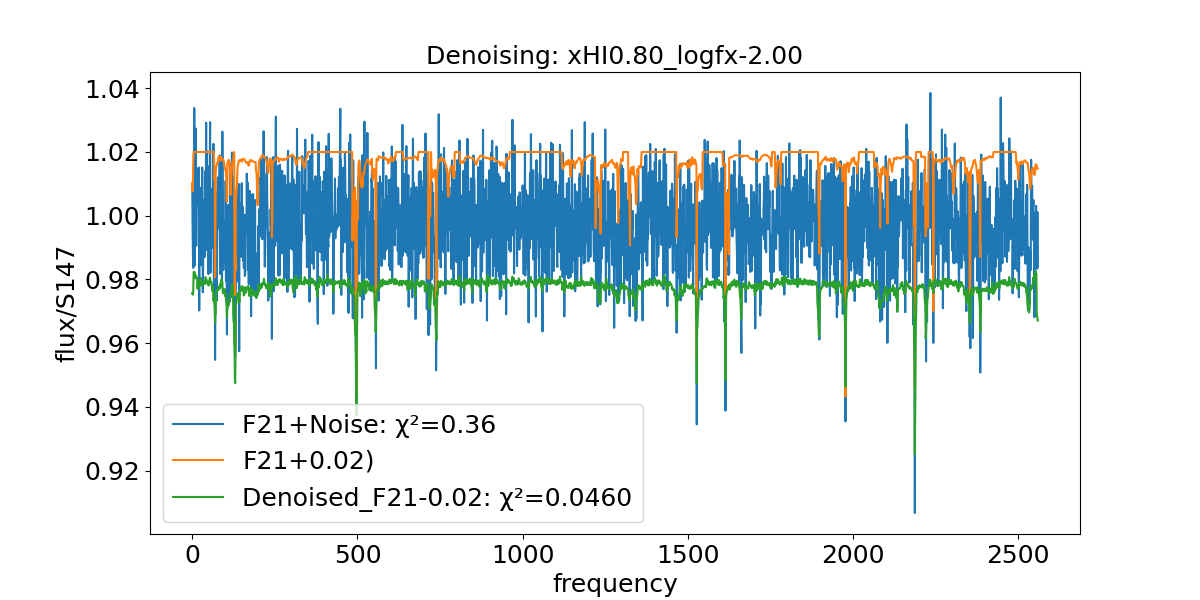 Denoising: xHI0.80_logfx-2.00
flux/S147
1.04
1.02
1.00
0.98
0.96
0.94
0.92
F21+Noise: χ²=0.36
F21+0.02)
Denoised_F21-0.02: χ²=0.0460
0 500 1000 1500 2000 2500
frequency